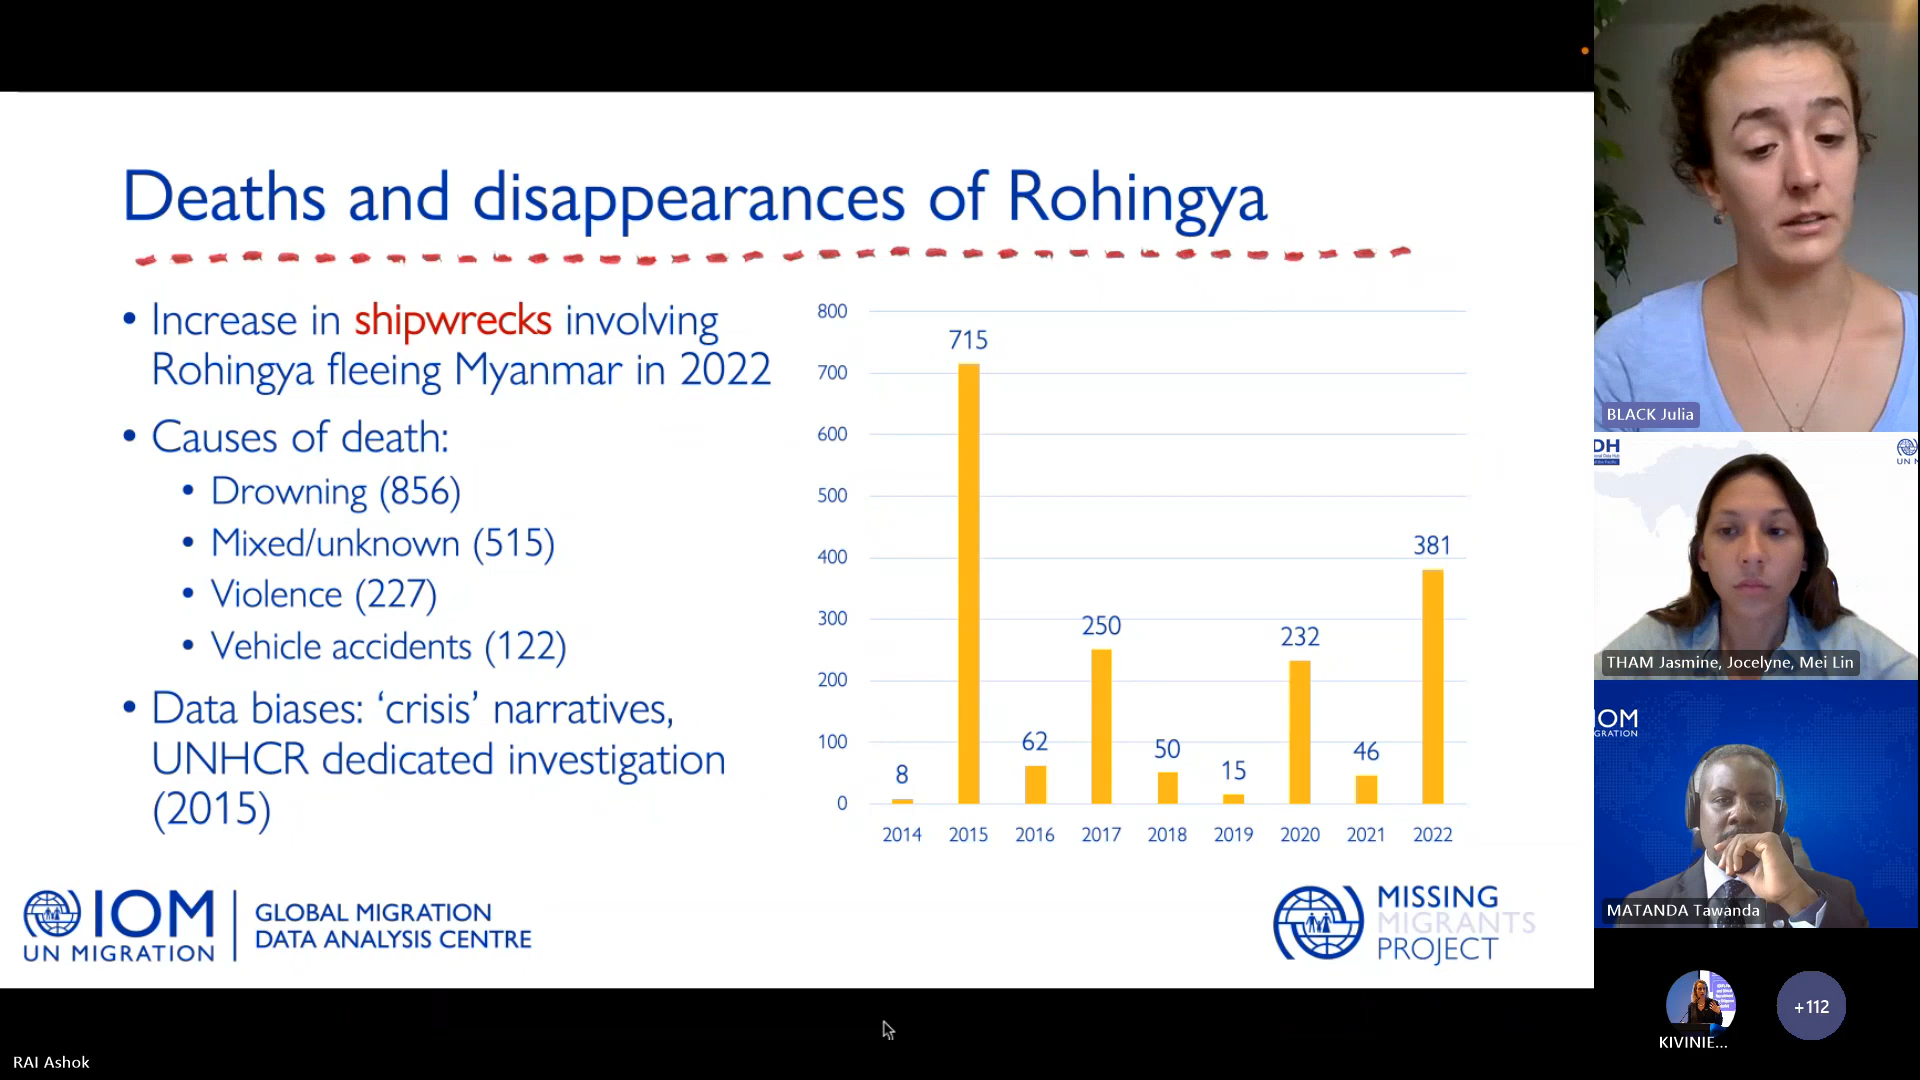 Deaths and disappearances of Rohingya
• Increase in shipwrecks involving
Rohingya fleeing Myanmar in 2022
• Causes of death:
• Drowning (856)
• Mixed/unknown (515)
• Violence (227)
• Vehicle accidents (122)
• Data biases: ‘crisis’ narratives,
UNHCR dedicated investigation
(2015)
800
700
600
500
400
300
200
100
0
8
715
62
250
50
15
232
46
381
2014 2015 2016 2017 2018 2019 2020 2021 2022
IOM
UN MIGRATION
GLOBAL MIGRATION
DATA ANALYSIS CENTRE
MISSING
MIGRANTS
PROJECT
BLACK Julia
DH
UN M
THAM Jasmine, Jocelyne, Mei Lin
IOM
GRATION
MATANDA Tawanda
KIVINIE...
+112
RAI Ashok